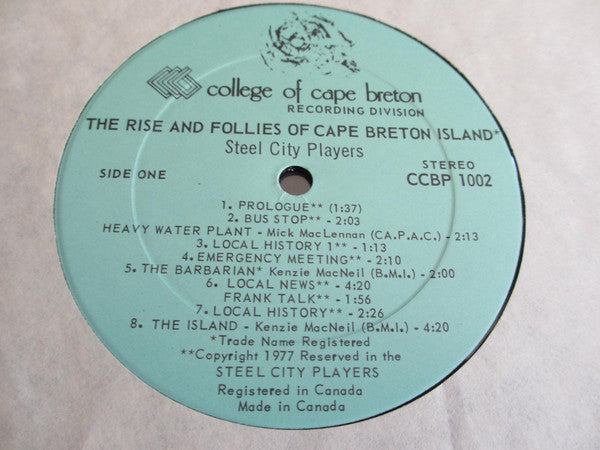 college of cape breton
RECORDING DIVISION
THE RISE AND FOLLIES OF CAPE BRETON ISLAND*
Steel City Players
SIDE ONE
STEREO
CCBP 1002
1. PROLOGUE** (1:37)
2. BUS STOP** - 2:03
HEAVY WATER PLANT - Mick MacLennan (CA.P.A.C.) - 2:13
3. LOCAL HISTORY 1** - 1:13
4. EMERGENCY MEETING** - 2:10
5. THE BARBARIAN* Kenzie MacNeil (B.M.I.) - 2:00
6. LOCAL NEWS** - 4:20
FRANK TALK** - 1:56
7. LOCAL HISTORY** - 2:26
8. THE ISLAND - Kenzie MacNeil (B.M.I.) - 4:20
*Trade Name Registered
**Copyright 1977 Reserved in the
STEEL CITY PLAYERS
Registered in Canada
Made in Canada